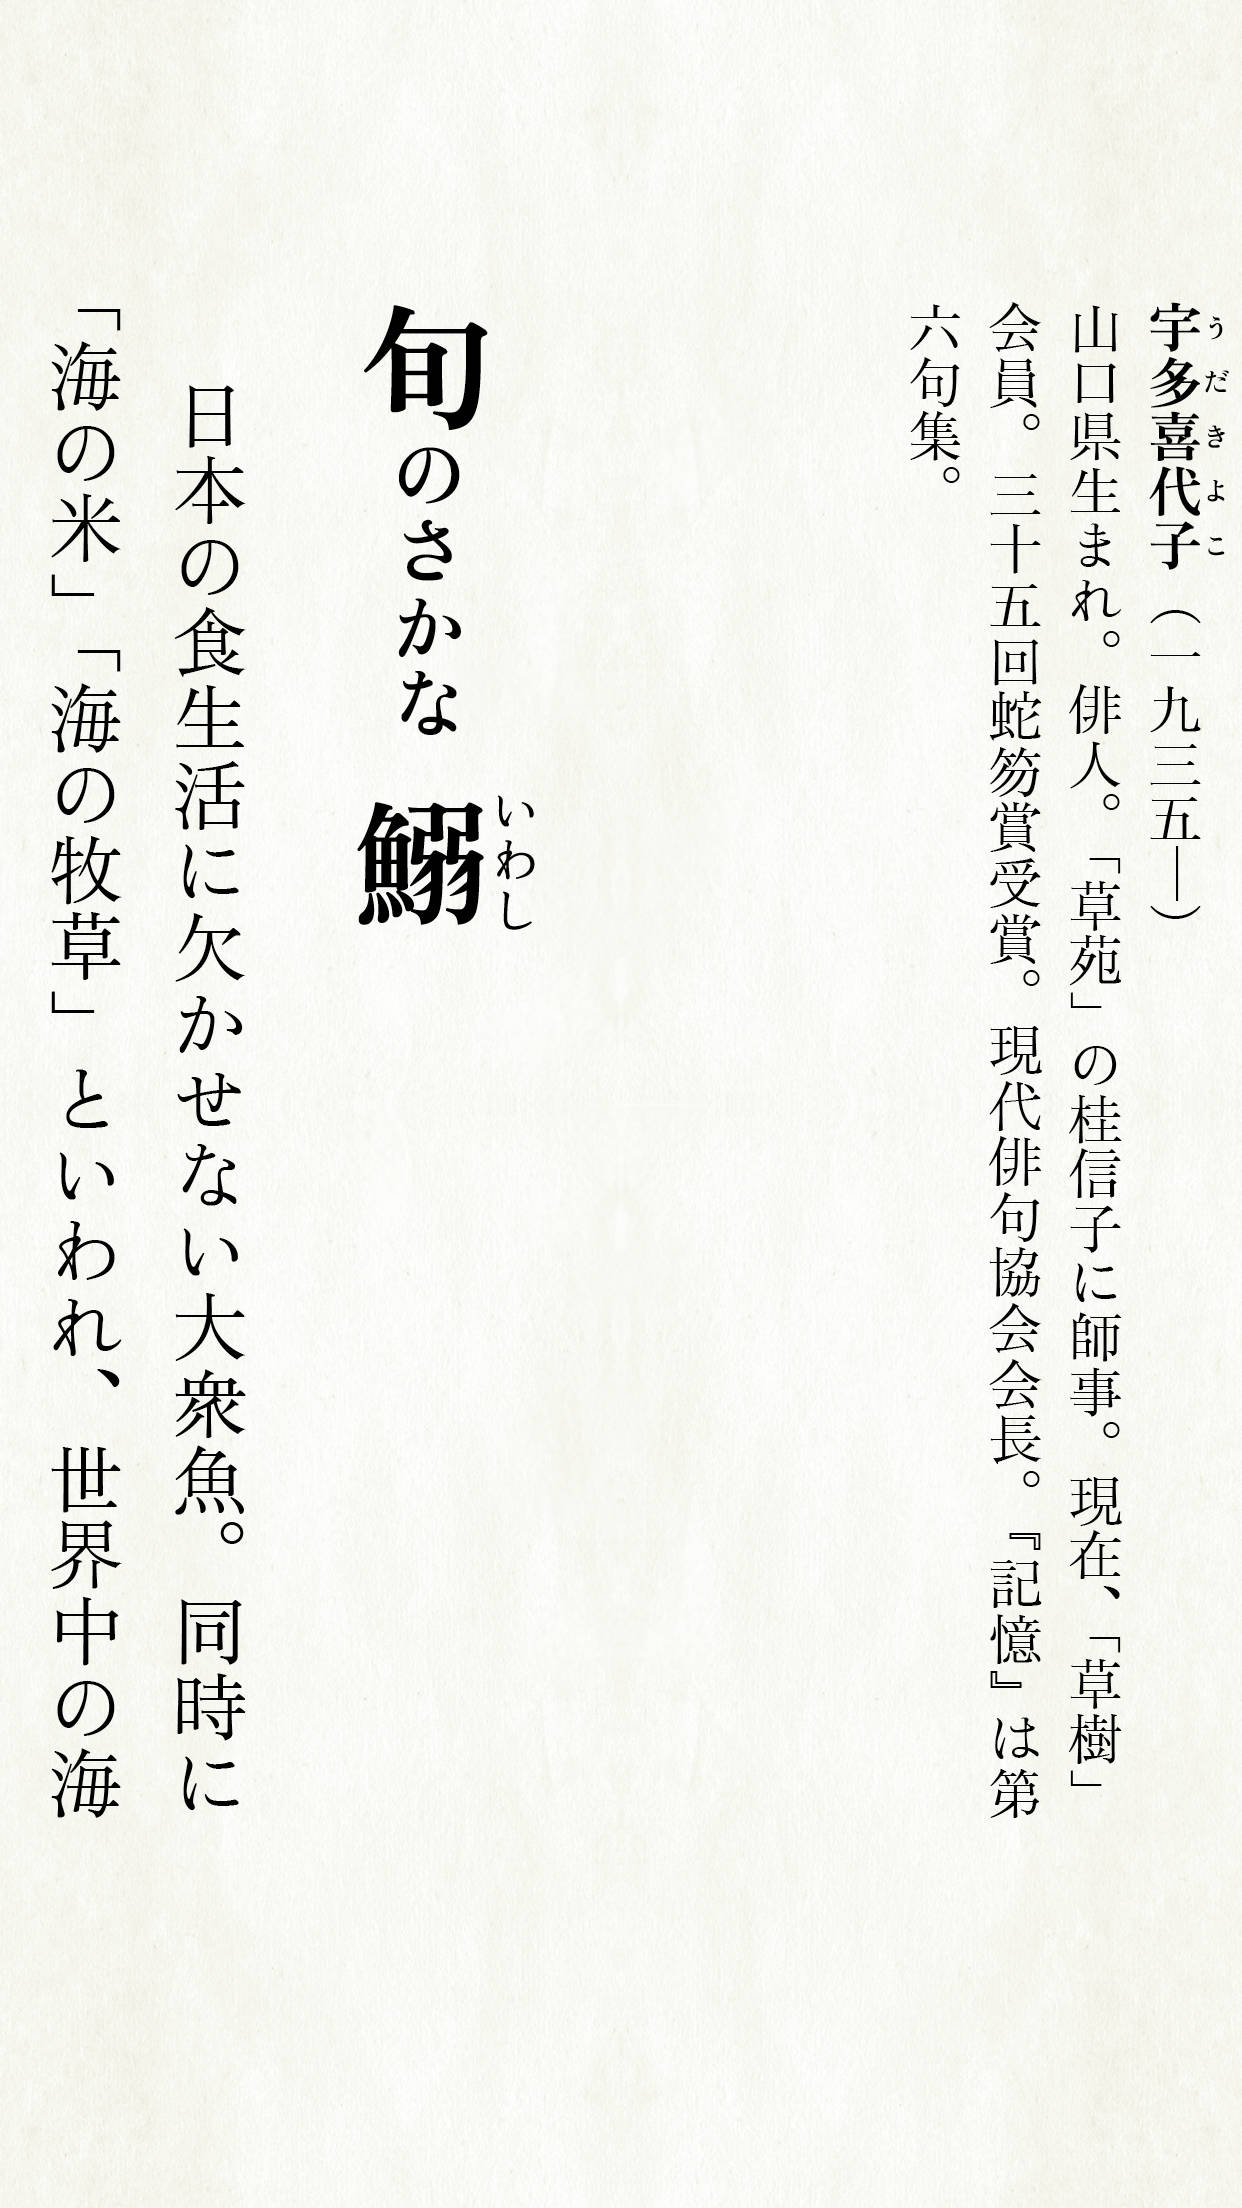 宇多喜代子（一九三五―）
うだきよこ
山口県生まれ。俳人。「草苑」の桂信子に師事。現在、「草樹」
会員。三十五回蛇笏賞受賞。現代俳句協会会長。『記憶』は第
六句集。
旬のさかな 鰯
いわし
日本の食生活に欠かせない大衆魚。同時に
「海の米」「海の牧草」といわれ、世界中の海